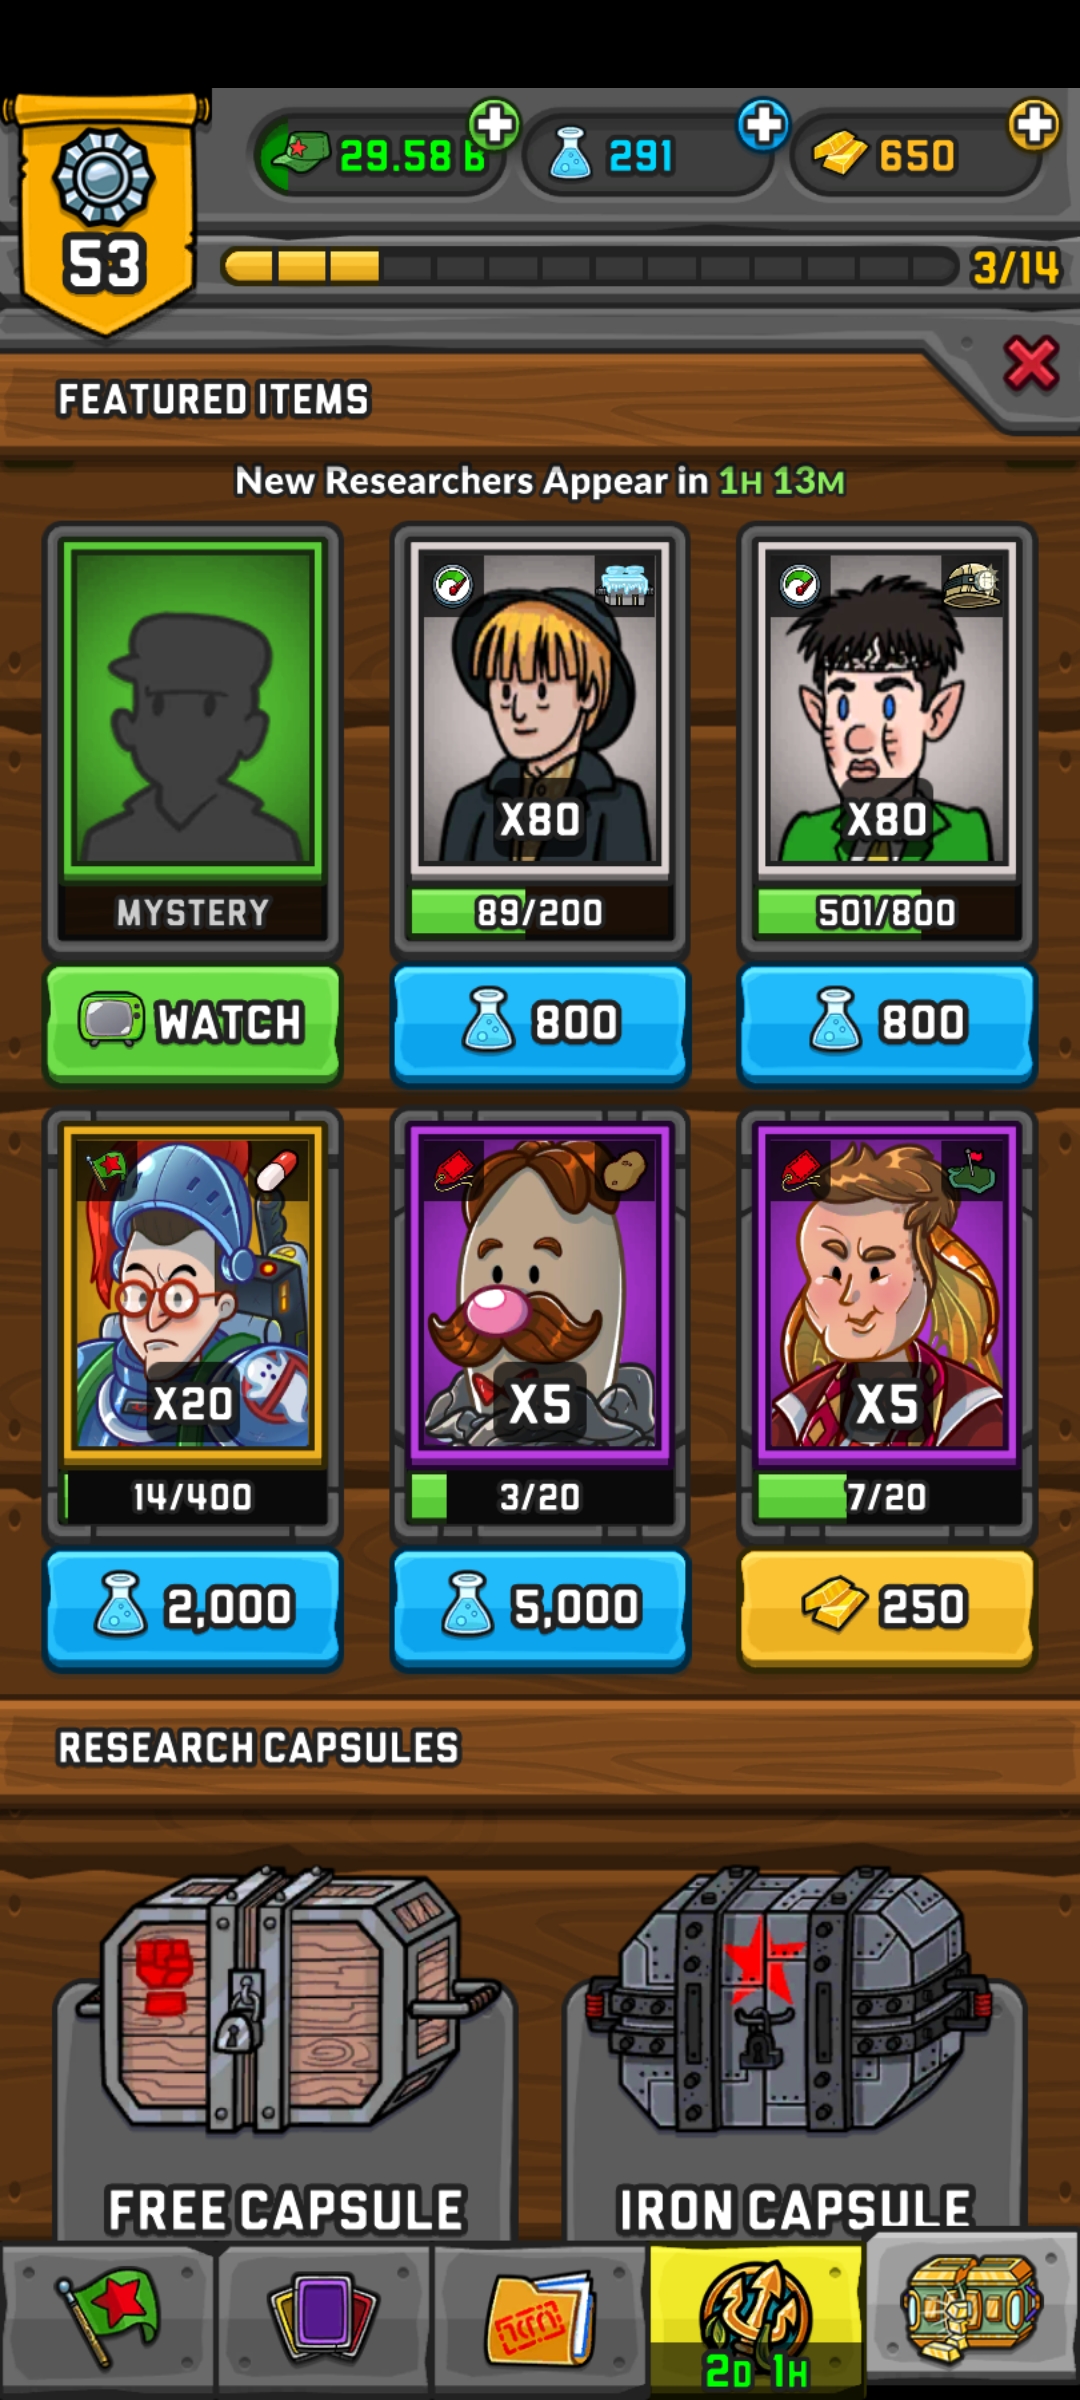 29.58 B
291
650
53
3/14
FEATURED ITEMS
New Researchers Appear in 1H 13M
X80
X80
MYSTERY
89/200
501/800
WATCH
800
800
X20
X5
X5
14/400
3/20
7/20
2,000
5,000
250
RESEARCH CAPSULES
FREE CAPSULE
IRON CAPSULE
2D 1H